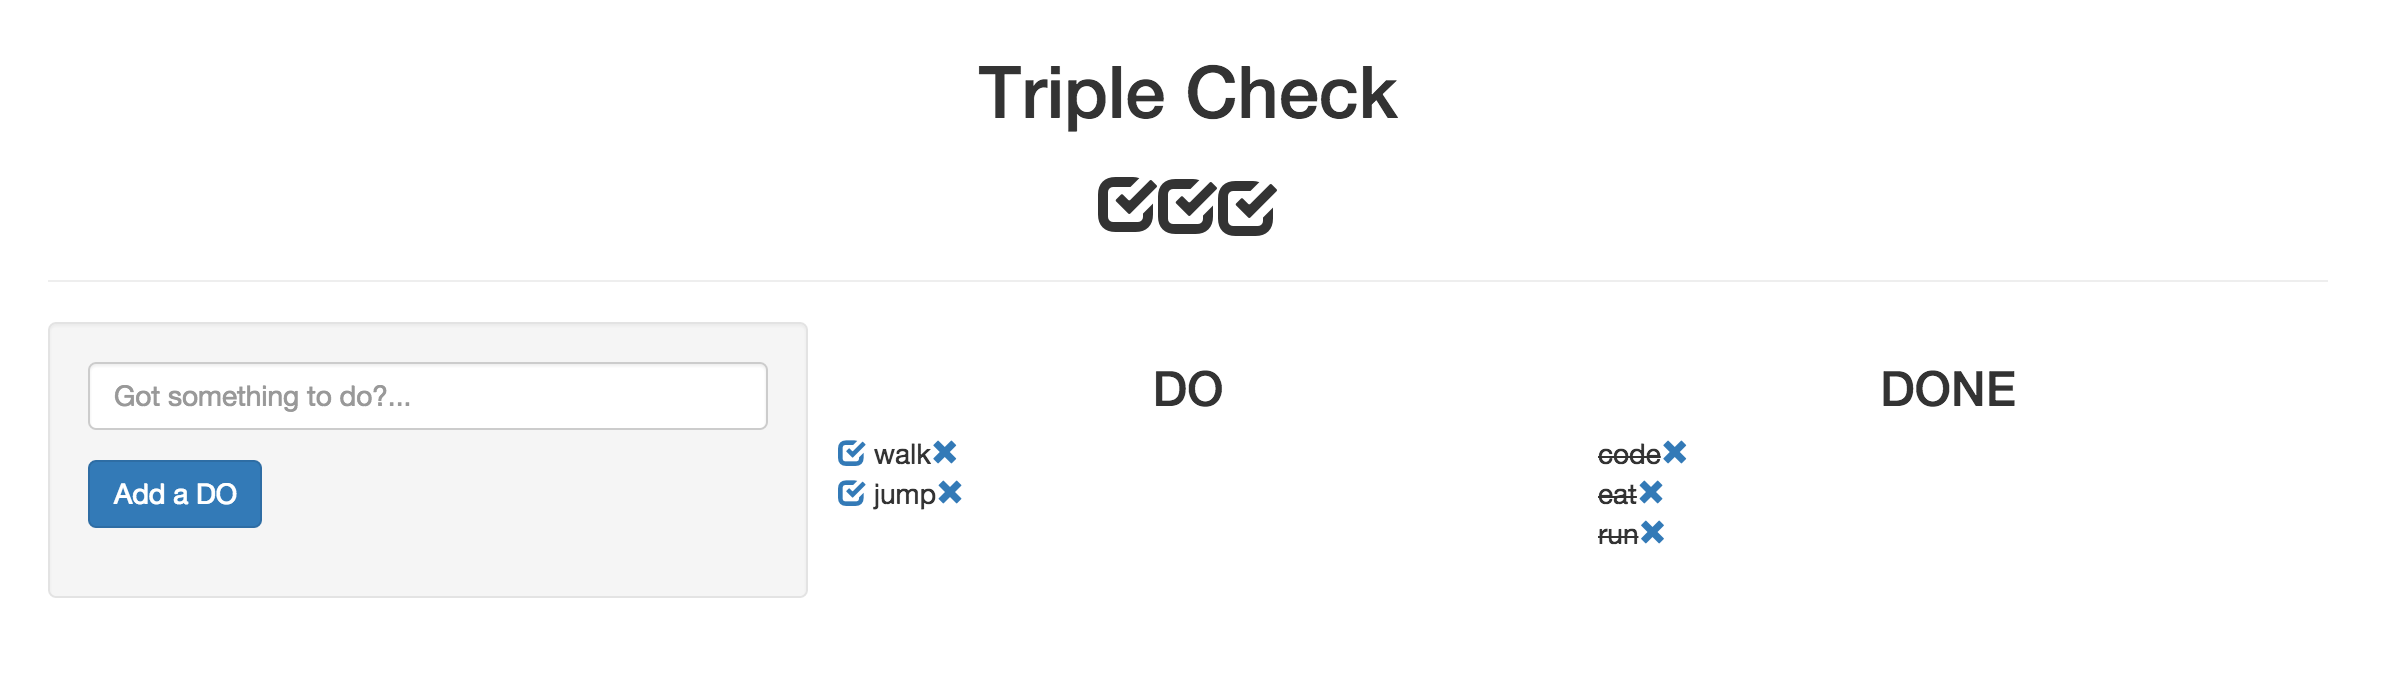 Triple Check
Got something to do?...
Add a DO
DO
walk
jump
DONE
code
eat
run